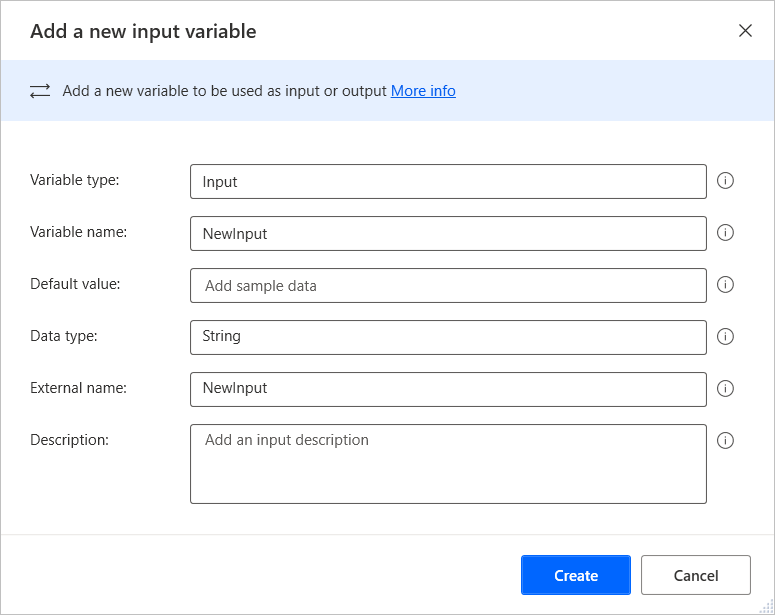 Add a new input variable
Add a new variable to be used as input or output More info
Variable type:
Input
Variable name:
NewInput
Default value:
Add sample data
Data type:
String
External name:
NewInput
Description:
Add an input description
Create
Cancel